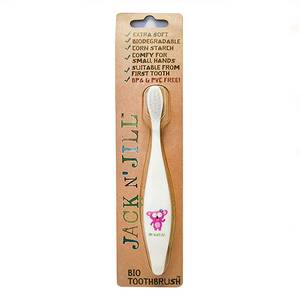 ✓ EXTRA SOFT
✓ BIODEGRADABLE
✓ CORN STARCH
✓ COMFY FOR
SMALL HANDS
✓ SUITABLE FROM
FIRST TOOTH
✓ BPA & PVC FREE!
JACK N' JILL™
BIO
TOOTHBRUSH